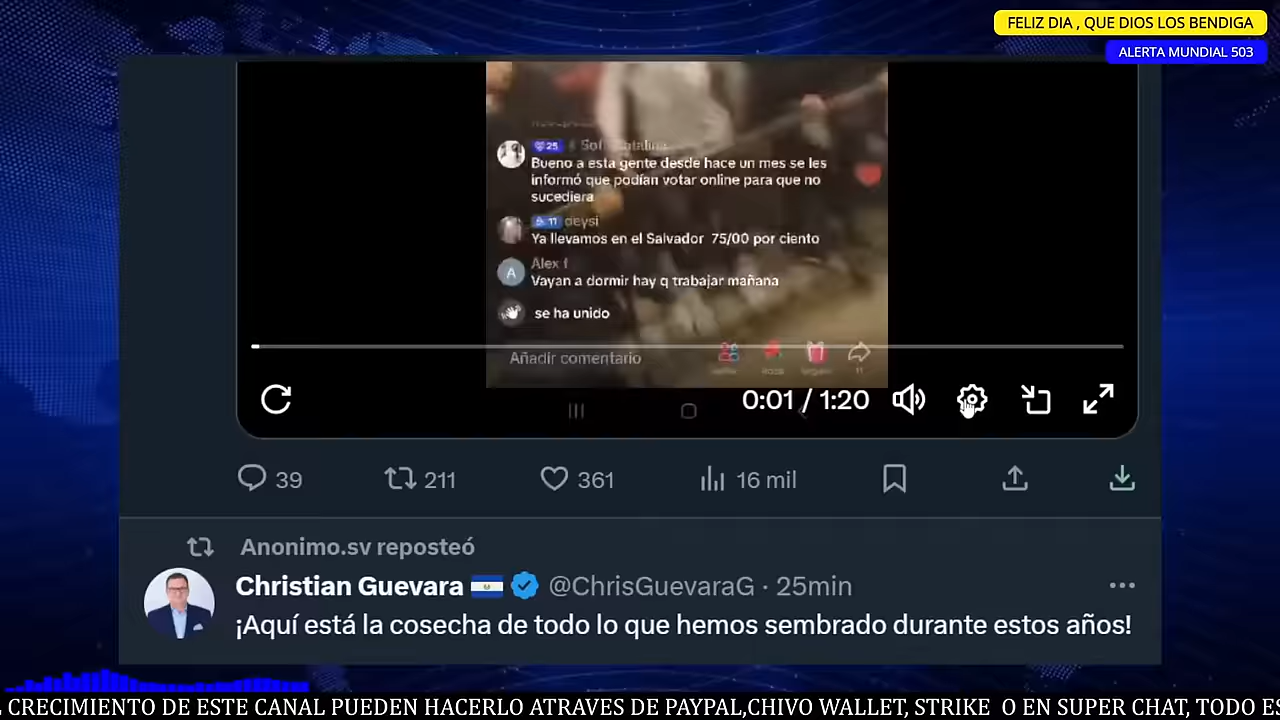 FELIZ DIA , QUE DIOS LOS BENDIGA
ALERTA MUNDIAL 503
25
Bueno a esta gente desde hace un mes se les
informó que podían votar online para que no
sucediera
11 deysi
Ya llevamos en el Salvador 75/00 por ciento
Alex f
A
Vayan a dormir hay q trabajar mañana
se ha unido
Añadir comentario
0:01 / 1:20
39
211
361
16 mil
Anonimo.sv reposteó
Christian Guevara @ChrisGuevaraG · 25min
¡Aquí está la cosecha de todo lo que hemos sembrado durante estos años!
CRECIMIENTO DE ESTE CANAL PUEDEN HACERLO ATRAVES DE PAYPAL,CHIVO WALLET, STRIKE O EN SUPER CHAT, TODO ES